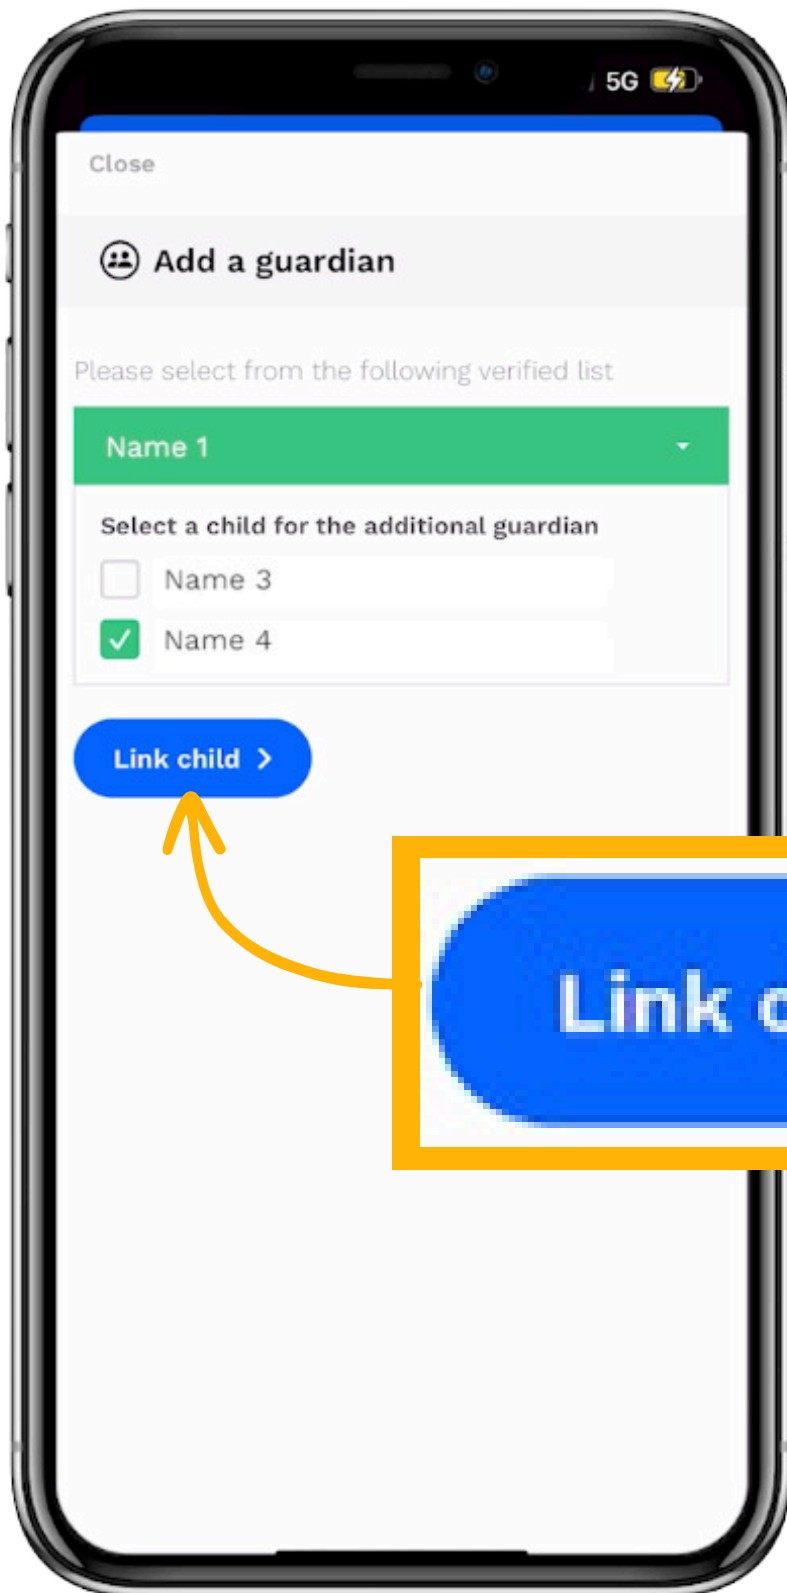 5G
Close
Add a guardian
Please select from the following verified list
Name 1
Select a child for the additional guardian
Name 3
Name 4
Link child
Link